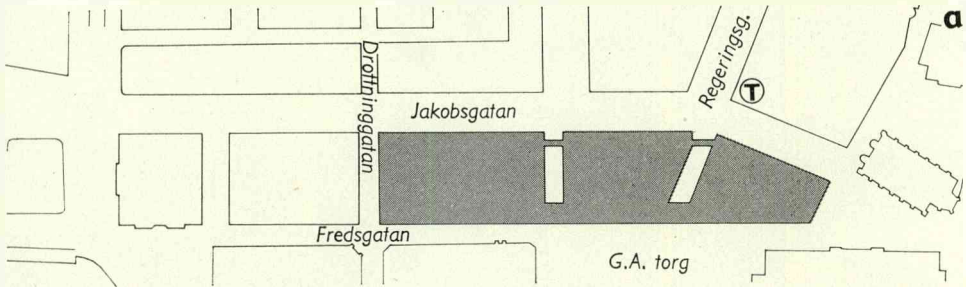 a
Drottninggatan
Regeringsg.
T
Jakobsgatan
Fredsgatan
G.A. torg